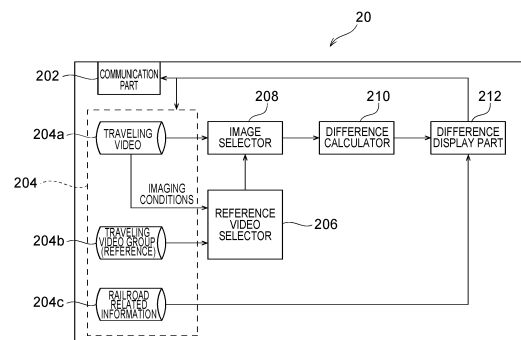 20
202
COMMUNICATION
PART
208
210
212
204a
TRAVELING
VIDEO
IMAGE
SELECTOR
DIFFERENCE
CALCULATOR
DIFFERENCE
DISPLAY PART
204
IMAGING
CONDITIONS
REFERENCE
VIDEO
SELECTOR
206
204b
TRAVELING
VIDEO GROUP
(REFERENCE)
204c
RAILROAD
RELATED
INFORMATION